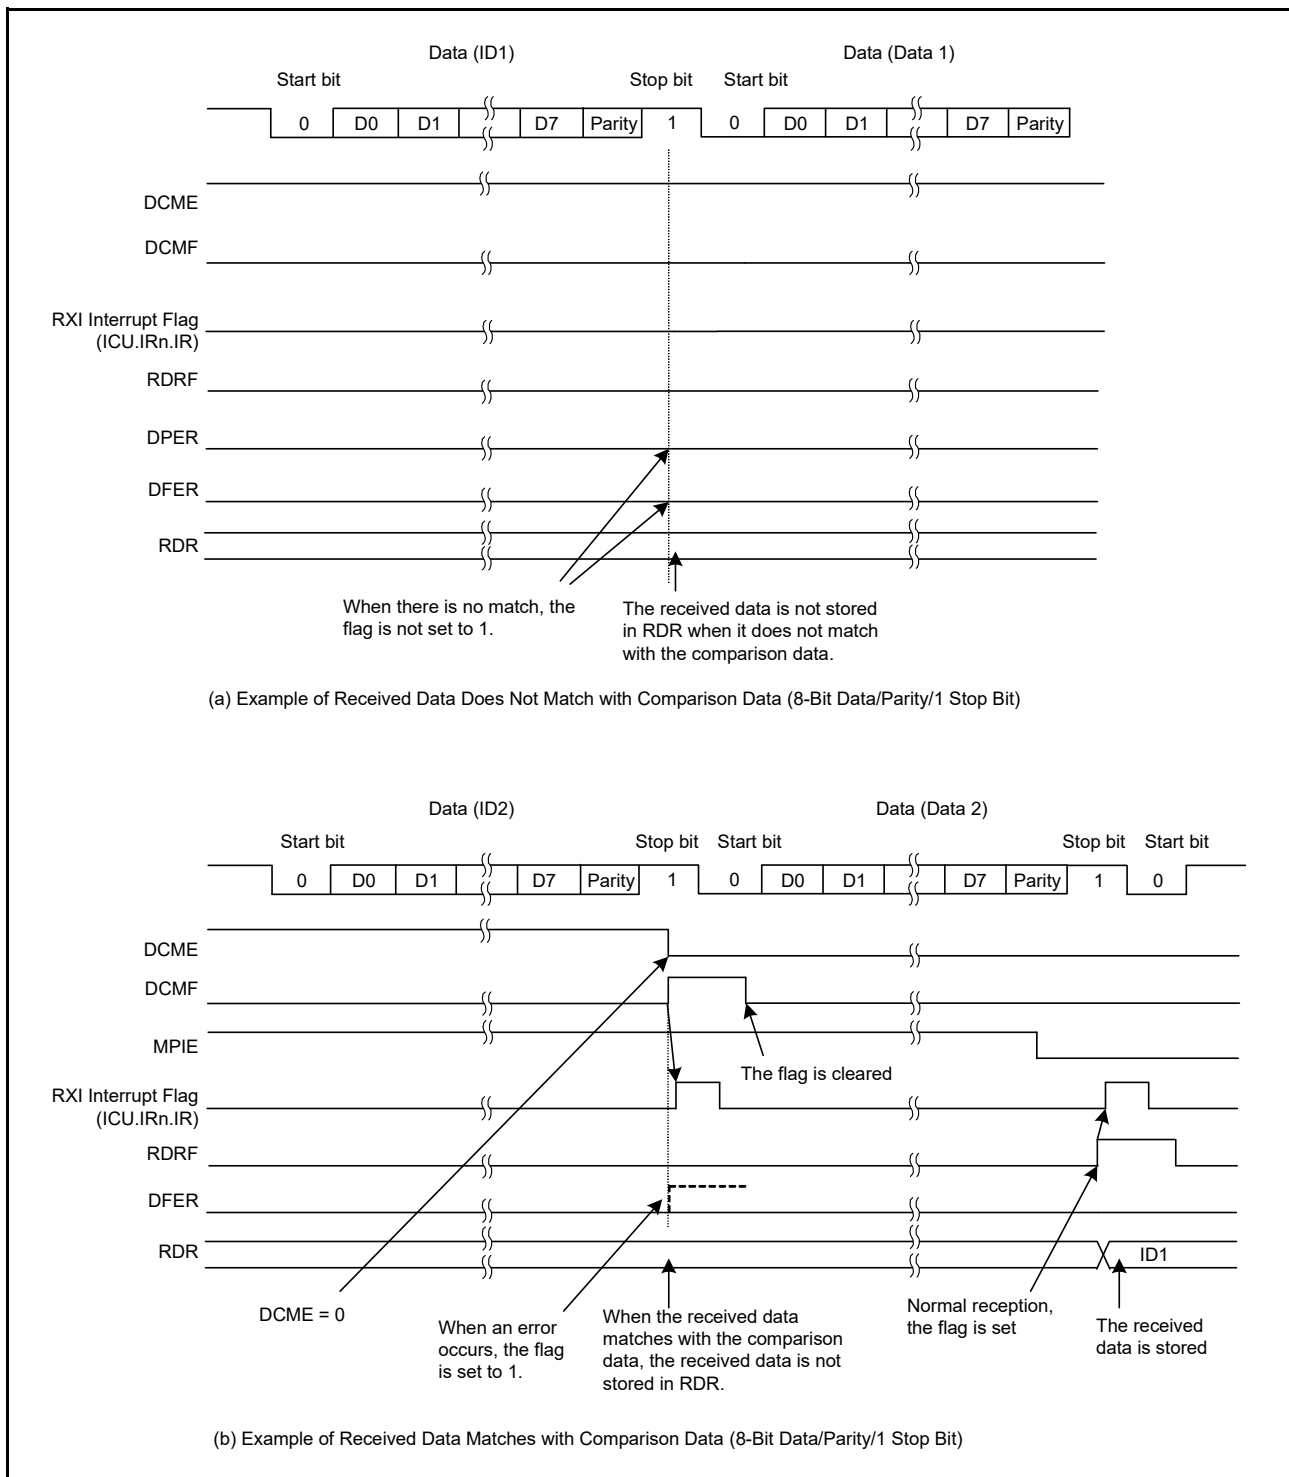 Data (ID1) Data (Data 1)
Start bit Stop bit Start bit
0 D0 D1 D7 Parity 1 0 D0 D1 D7 Parity
DCME
DCMF
RXI Interrupt Flag
(ICU.IRn.IR)
RDRF
DPER
DFER
RDR
When there is no match, the
flag is not set to 1.
The received data is not stored
in RDR when it does not match
with the comparison data.
(a) Example of Received Data Does Not Match with Comparison Data (8-Bit Data/Parity/1 Stop Bit)
Data (ID2) Data (Data 2)
Start bit Stop bit Start bit Stop bit Start bit
0 D0 D1 D7 Parity 1 0 D0 D1 D7 Parity 1 0
DCME
DCMF
MPIE
The flag is cleared
RXI Interrupt Flag
(ICU.IRn.IR)
RDRF
DFER
RDR
ID1
DCME = 0
When an error
occurs, the flag
is set to 1.
When the received data
matches with the comparison
data, the received data is not
stored in RDR.
Normal reception,
the flag is set
The received
data is stored
(b) Example of Received Data Matches with Comparison Data (8-Bit Data/Parity/1 Stop Bit)